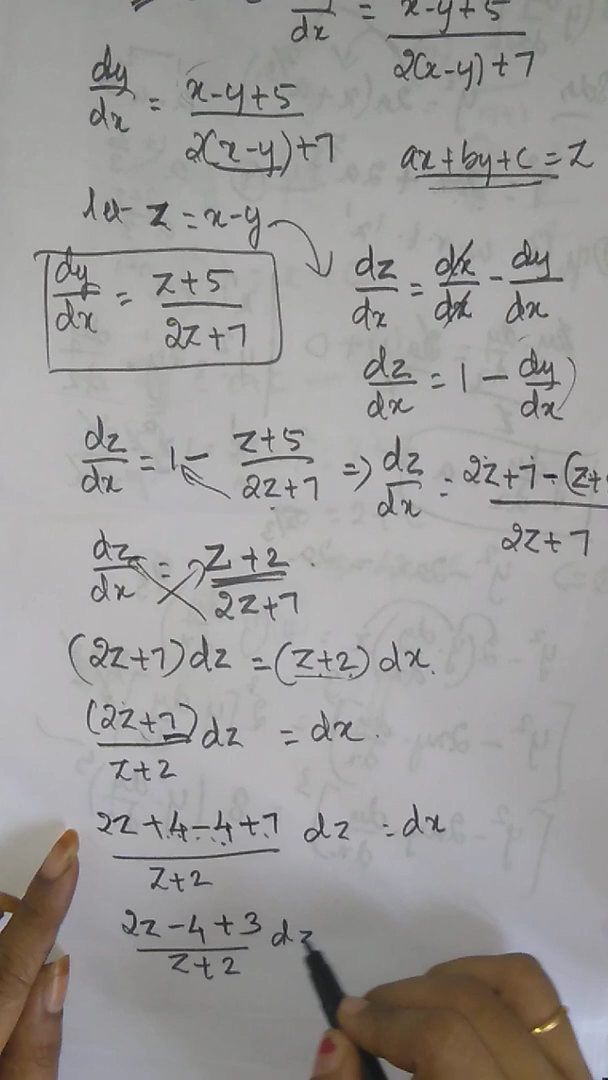 dy/dx = x-y+5 / 2(x-y)+7
dy/dx = x-y+5 / 2(x-y)+7
ax+by+c = z
let z = x-y
dy/dx = z+5 / 2z+7
dz/dx = dx/dx - dy/dx
dz/dx = 1 - dy/dx
dz/dx = 1 - z+5 / 2z+7 => dz/dx = 2z+7-(z+ / 2z+7
dz/dx = z+2 / 2z+7
(2z+7)dz = (z+2)dx.
(2z+7)/z+2 dz = dx.
2z+4-4+7 / z+2 dz = dx
2z-4+3 / z+2 dz